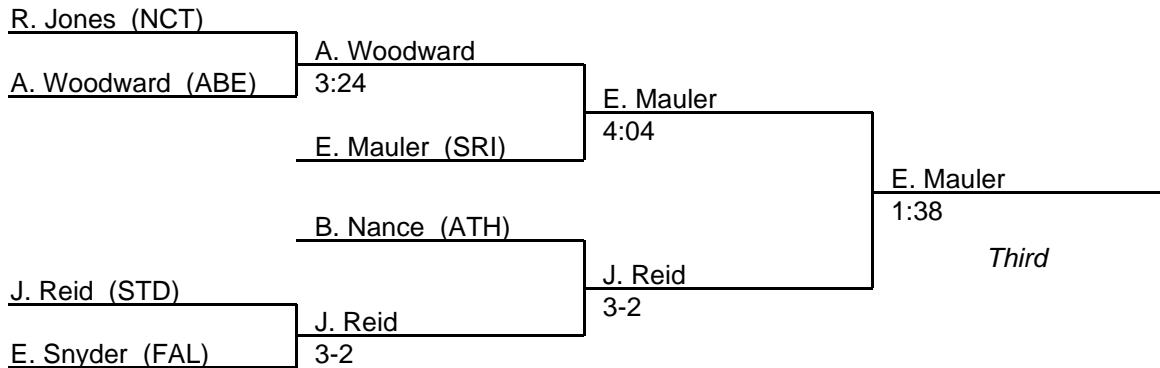 R. Jones (NCT)
A. Woodward (ABE)
A. Woodward
3:24
E. Mauler (SRI)
E. Mauler
4:04
B. Nance (ATH)
J. Reid (STD)
E. Snyder (FAL)
J. Reid
3-2
J. Reid
3-2
E. Mauler
1:38
Third